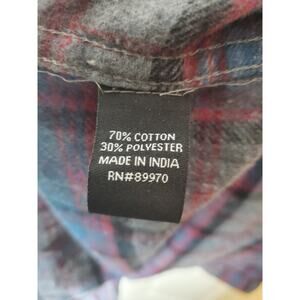 70% COTTON
30% POLYESTER
MADE IN INDIA
RN#89970